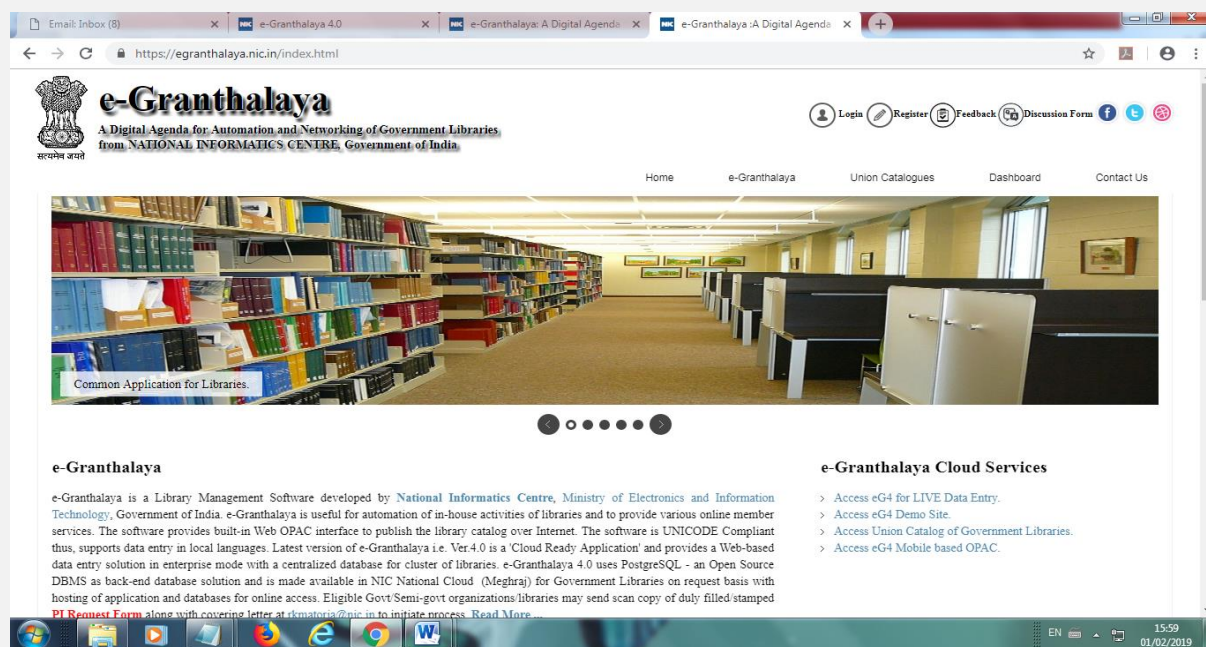 Email: Inbox (8)
e-Granthalaya 4.0
e-Granthalaya: A Digital Agenda
e-Granthalaya :A Digital Agenda
https://egranthalaya.nic.in/index.html
सत्यमेव जयते
e-Granthalaya
A Digital Agenda for Automation and Networking of Government Libraries
from NATIONAL INFORMATICS CENTRE, Government of India
Login Register Feedback Discussion Form
Home e-Granthalaya Union Catalogues Dashboard Contact Us
Common Application for Libraries.
e-Granthalaya
e-Granthalaya is a Library Management Software developed by National Informatics Centre, Ministry of Electronics and Information
Technology, Government of India. e-Granthalaya is useful for automation of in-house activities of libraries and to provide various online member
services. The software provides built-in Web OPAC interface to publish the library catalog over Internet. The software is UNICODE Compliant
thus, supports data entry in local languages. Latest version of e-Granthalaya i.e. Ver.4.0 is a 'Cloud Ready Application' and provides a Web-based
data entry solution in enterprise mode with a centralized database for cluster of libraries. e-Granthalaya 4.0 uses PostgreSQL - an Open Source
DBMS as back-end database solution and is made available in NIC National Cloud (Meghraj) for Government Libraries on request basis with
hosting of application and databases for online access. Eligible Govt/Semi-govt organizations/libraries may send scan copy of duly filled/stamped
PI Request Form along with covering letter at rkmatoria@nic.in to initiate process. Read More ...
e-Granthalaya Cloud Services
> Access eG4 for LIVE Data Entry.
> Access eG4 Demo Site.
> Access Union Catalog of Government Libraries.
> Access eG4 Mobile based OPAC.
EN
15:59
01/02/2019